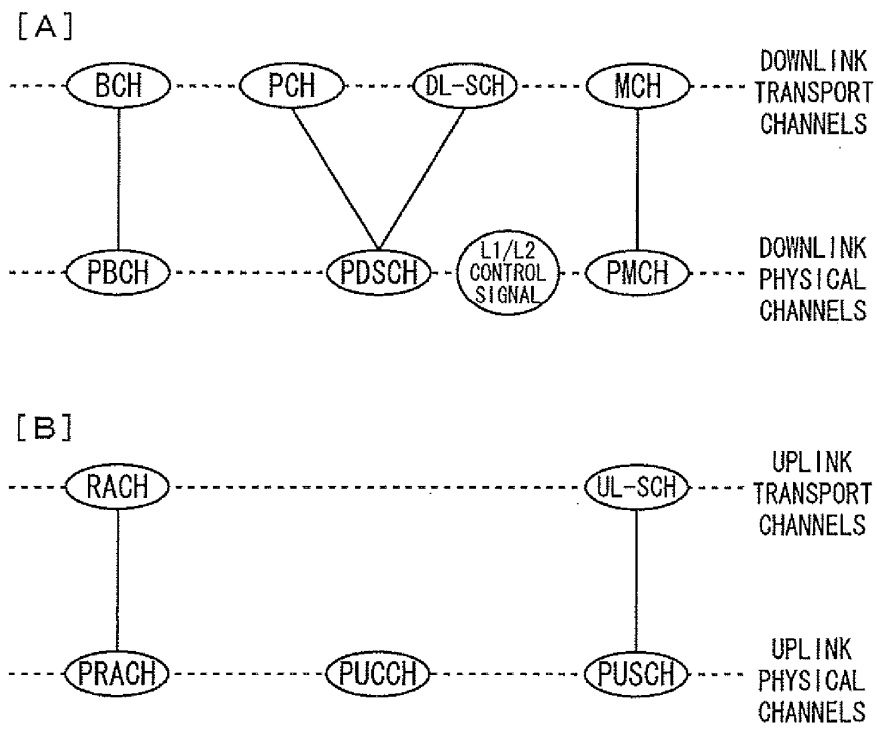 [A]
BCH PCH DL-SCH MCH
DOWNLINK
TRANSPORT
CHANNELS
PBCH PDSCH
L1/L2
CONTROL
SIGNAL
PMCH
DOWNLINK
PHYSICAL
CHANNELS
[B]
RACH UL-SCH
UPLINK
TRANSPORT
CHANNELS
PRACH PUCCH PUSCH
UPLINK
PHYSICAL
CHANNELS